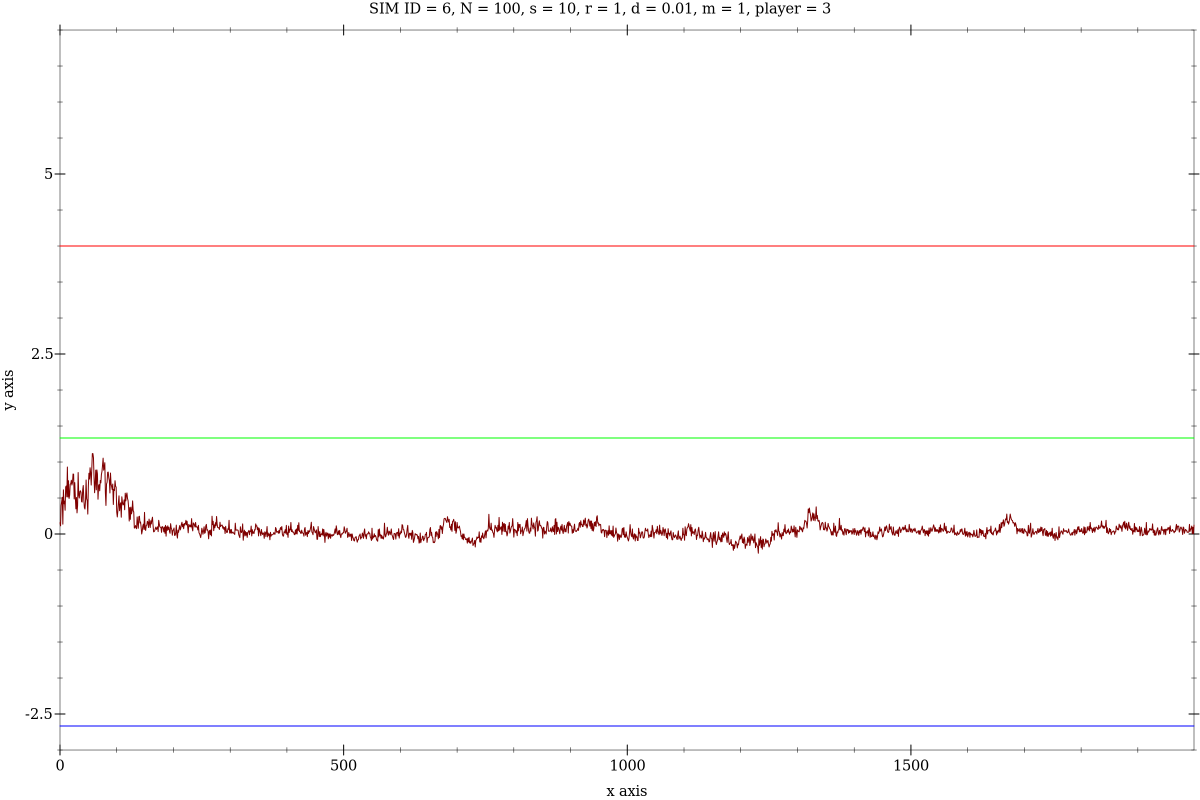 SIM ID = 6, N = 100, s = 10, r = 1, d = 0.01, m = 1, player = 3
5
2.5
y axis
0
-2.5
0 500 1000 1500
x axis